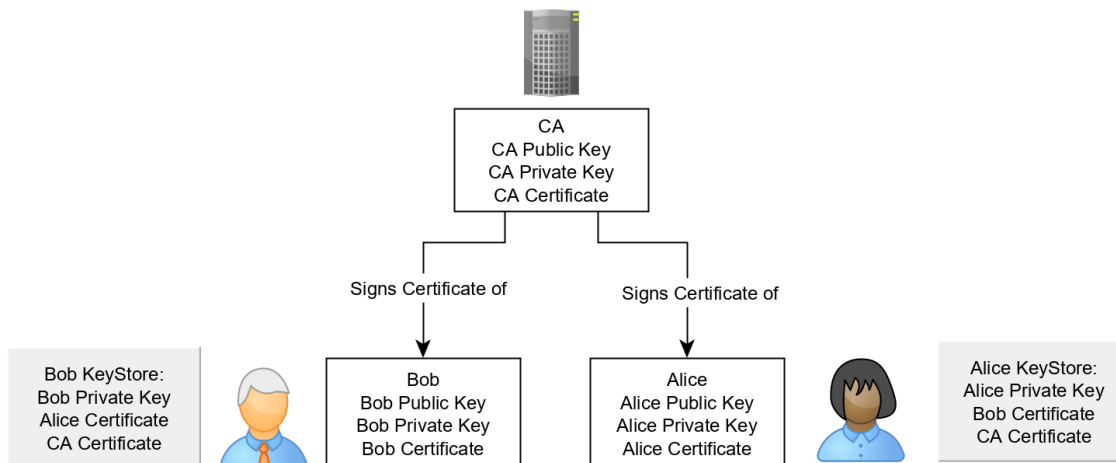 CA
CA Public Key
CA Private Key
CA Certificate
Signs Certificate of
Signs Certificate of
Bob KeyStore:
Bob Private Key
Alice Certificate
CA Certificate
Bob
Bob Public Key
Bob Private Key
Bob Certificate
Alice
Alice Public Key
Alice Private Key
Alice Certificate
Alice KeyStore:
Alice Private Key
Bob Certificate
CA Certificate